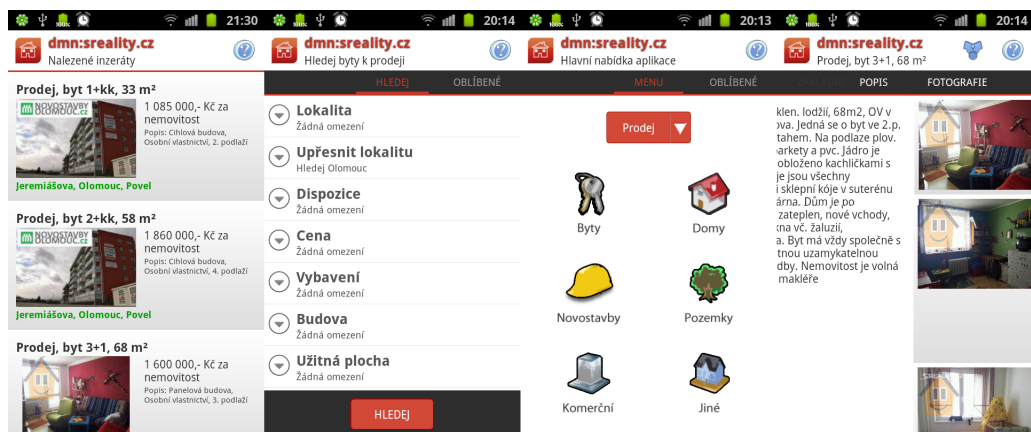 100%
21:30
dmn:sreality.cz
Nalezené inzeráty
Prodej, byt 1+kk, 33 m²
NOVOSTAVBY
OLOMOUC.cz
1 085 000,- Kč za
nemovitost
Popis: Cihlová budova,
Osobní vlastnictví, 2. podlaží
Jeremiášova, Olomouc, Povel
Prodej, byt 2+kk, 58 m²
NOVOSTAVBY
OLOMOUC.cz
1 860 000,- Kč za
nemovitost
Popis: Cihlová budova,
Osobní vlastnictví, 4. podlaží
Jeremiášova, Olomouc, Povel
Prodej, byt 3+1, 68 m²
1 600 000,- Kč za
nemovitost
Popis: Panelová budova,
Osobní vlastnictví, 3. podlaží
100%
20:14
dmn:sreality.cz
Hledej byty k prodeji
HLEDEJ
OBLÍBENÉ
Lokalita
Žádná omezení
Upřesnit lokalitu
Hledej Olomouc
Dispozice
Žádná omezení
Cena
Žádná omezení
Vybavení
Žádná omezení
Budova
Žádná omezení
Užitná plocha
Žádná omezení
HLEDEJ
100%
20:13
dmn:sreality.cz
Hlavní nabídka aplikace
MENU
OBLÍBENÉ
Prodej
Byty
Domy
Novostavby
Pozemky
Komerční
Jiné
100%
20:14
dmn:sreality.cz
Prodej, byt 3+1, 68 m²
POPIS
FOTOGRAFIE
klen. lodžií, 68m2, OV v
ova. Jedná se o byt ve 2.p.
tahem. Na podlaze plov.
arkety a pvc. Jádro je
obloženo kachličkami s
je jsou všechny
i sklepní kóje v suterénu
árna. Dům je po
zateplen, nové vchody,
na vč. žaluzií,
a. Byt má vždy společně s
tnou uzamykatelnou
dby. Nemovitost je volná
makléře